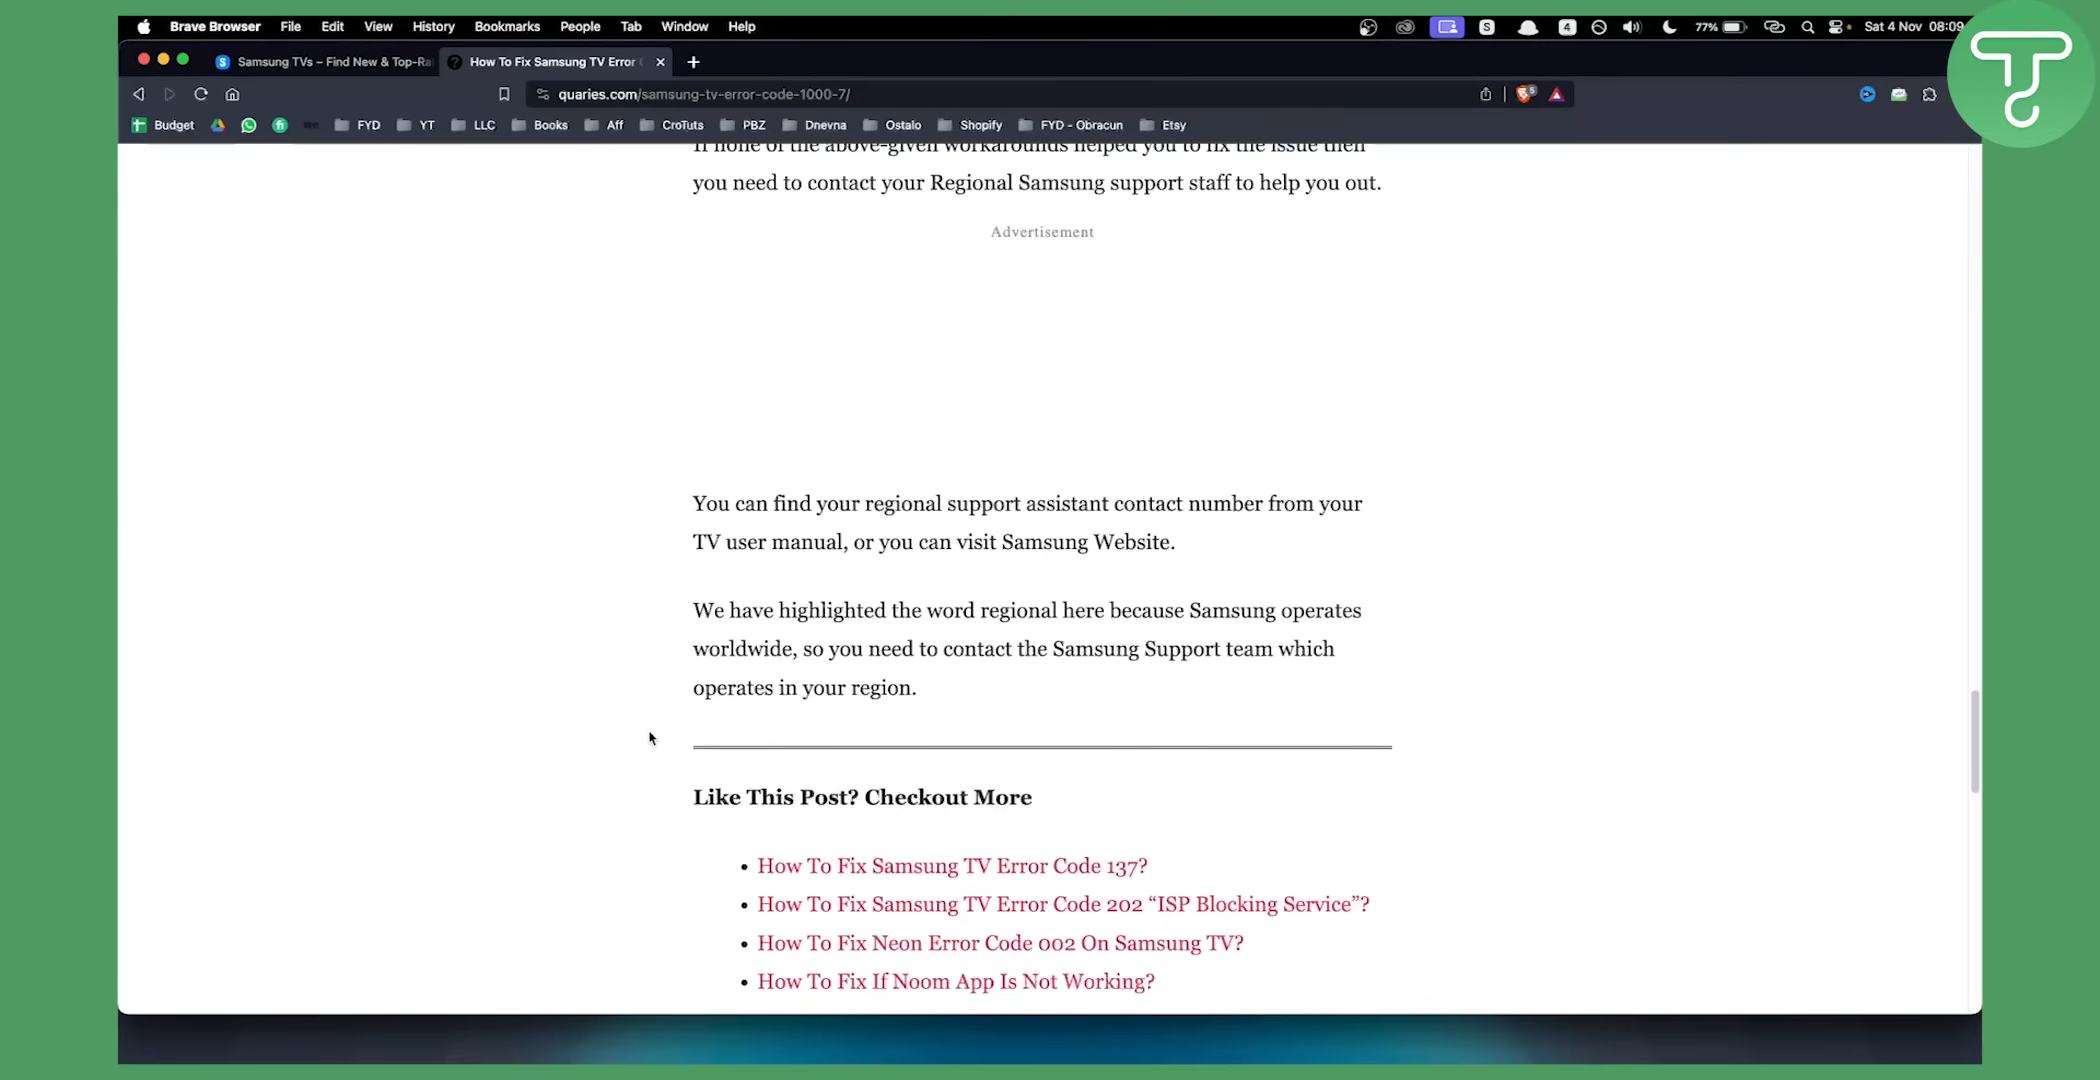 Brave Browser File Edit View History Bookmarks People Tab Window Help 4 77% Sat 4 Nov 08:09
Samsung TVs – Find New & Top-Ra How To Fix Samsung TV Error
quaries.com/samsung-tv-error-code-1000-7/
Budget FYD YT LLC Books Aff CroTuts PBZ Dnevna Ostalo Shopify FYD - Obracun Etsy
If none of the above-given workarounds helped you to fix the issue then
you need to contact your Regional Samsung support staff to help you out.
Advertisement
You can find your regional support assistant contact number from your
TV user manual, or you can visit Samsung Website.
We have highlighted the word regional here because Samsung operates
worldwide, so you need to contact the Samsung Support team which
operates in your region.
Like This Post? Checkout More
• How To Fix Samsung TV Error Code 137?
• How To Fix Samsung TV Error Code 202 “ISP Blocking Service”?
• How To Fix Neon Error Code 002 On Samsung TV?
• How To Fix If Noom App Is Not Working?